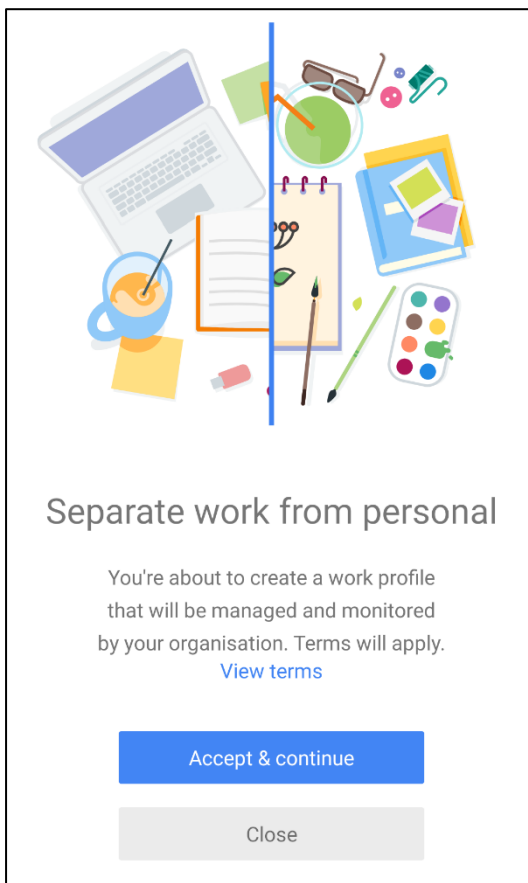 Separate work from personal
You're about to create a work profile
that will be managed and monitored
by your organisation. Terms will apply.
View terms
Accept & continue
Close